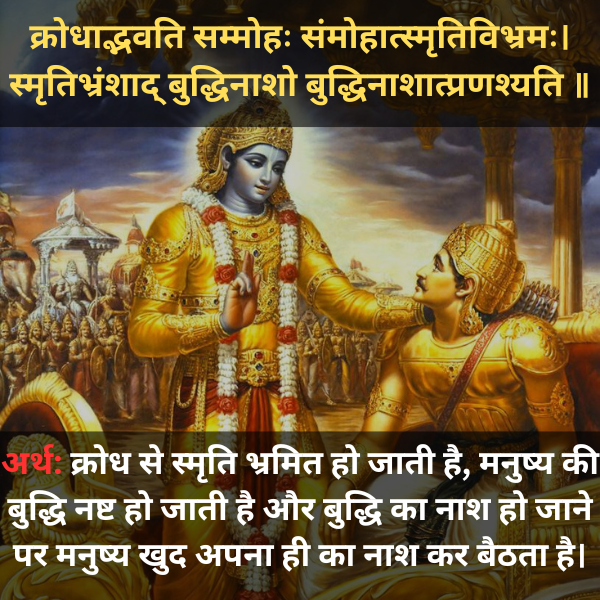 क्रोधाद्भवति सम्मोहः संमोहात्स्मृतिविभ्रमः।
स्मृतिभ्रंशाद् बुद्धिनाशो बुद्धिनाशात्प्रणश्यति ॥
अर्थ: क्रोध से स्मृति भ्रमित हो जाती है, मनुष्य की
बुद्धि नष्ट हो जाती है और बुद्धि का नाश हो जाने
पर मनुष्य खुद अपना ही का नाश कर बैठता है।